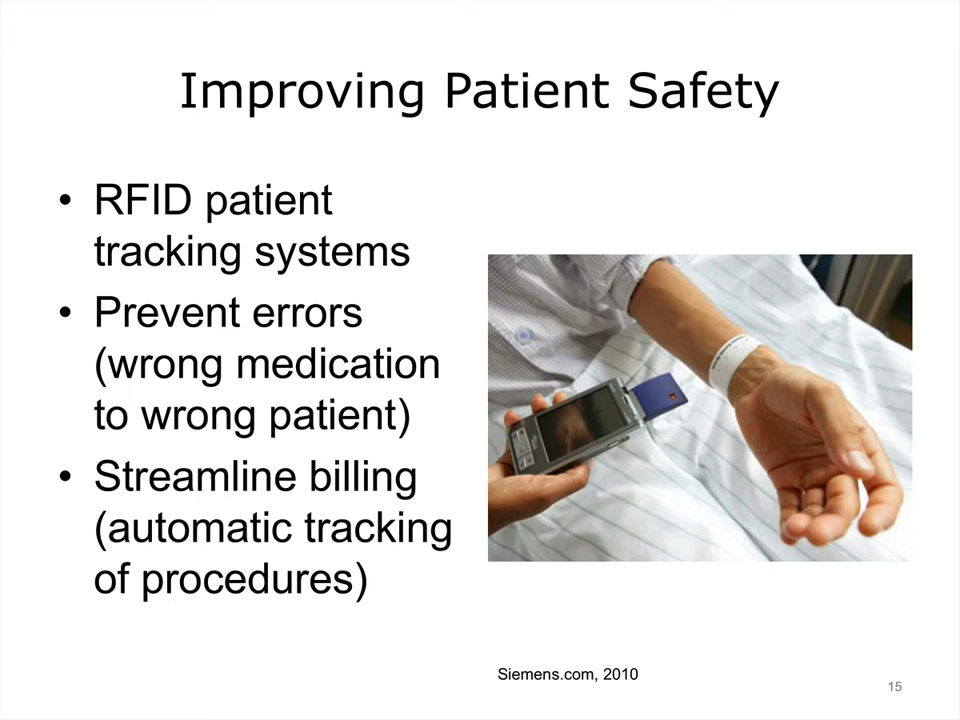 Improving Patient Safety
• RFID patient
tracking systems
• Prevent errors
(wrong medication
to wrong patient)
• Streamline billing
(automatic tracking
of procedures)
Siemens.com, 2010
15